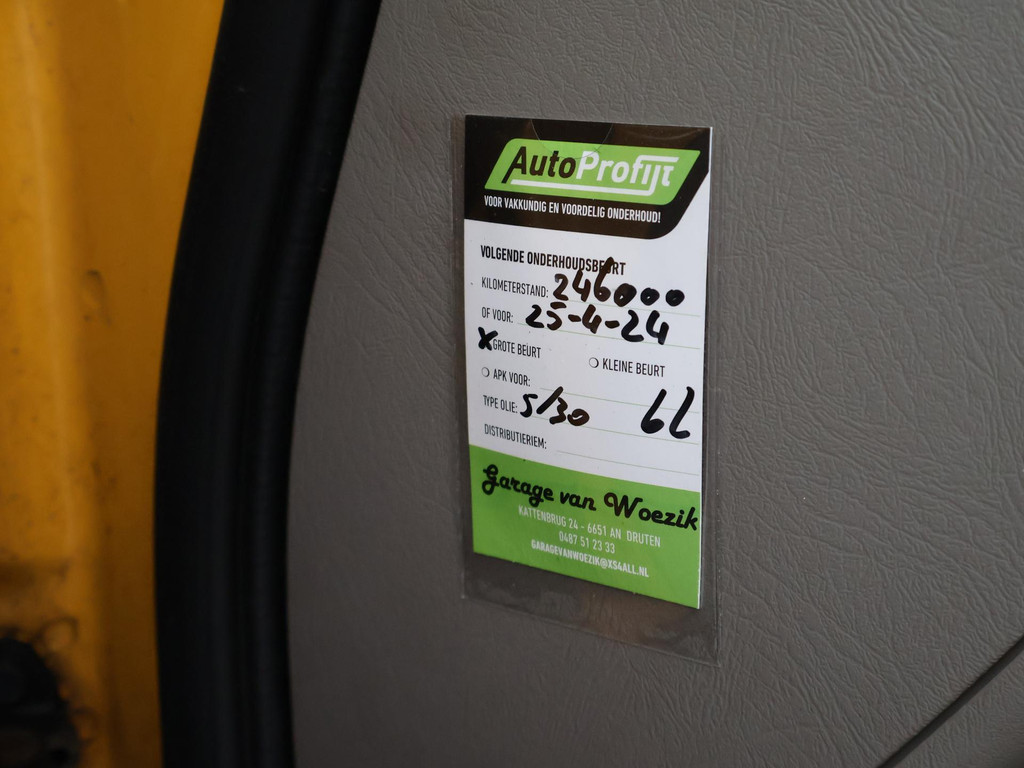 AutoProfijt
VOOR VAKKUNDIG EN VOORDELIG ONDERHOUD!
VOLGENDE ONDERHOUDSBEURT
KILOMETERSTAND: 246000
OF VOOR: 25-4-24
X GROTE BEURT ○ KLEINE BEURT
○ APK VOOR:
TYPE OLIE: 5/30 6L
DISTRIBUTIERIEM:
Garage van Woezik
KATTENBRUG 24 - 6651 AN DRUTEN
0487 51 23 33
GARAGEVANWOEZIK@XS4ALL.NL